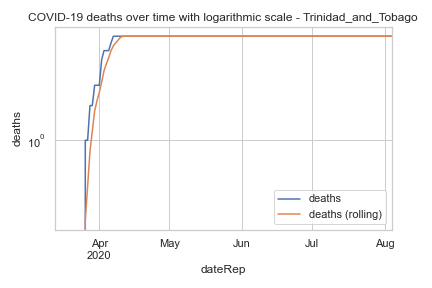 COVID-19 deaths over time with logarithmic scale - Trinidad_and_Tobago
deaths
10⁰
deaths
deaths (rolling)
Apr May Jun Jul Aug
2020
dateRep